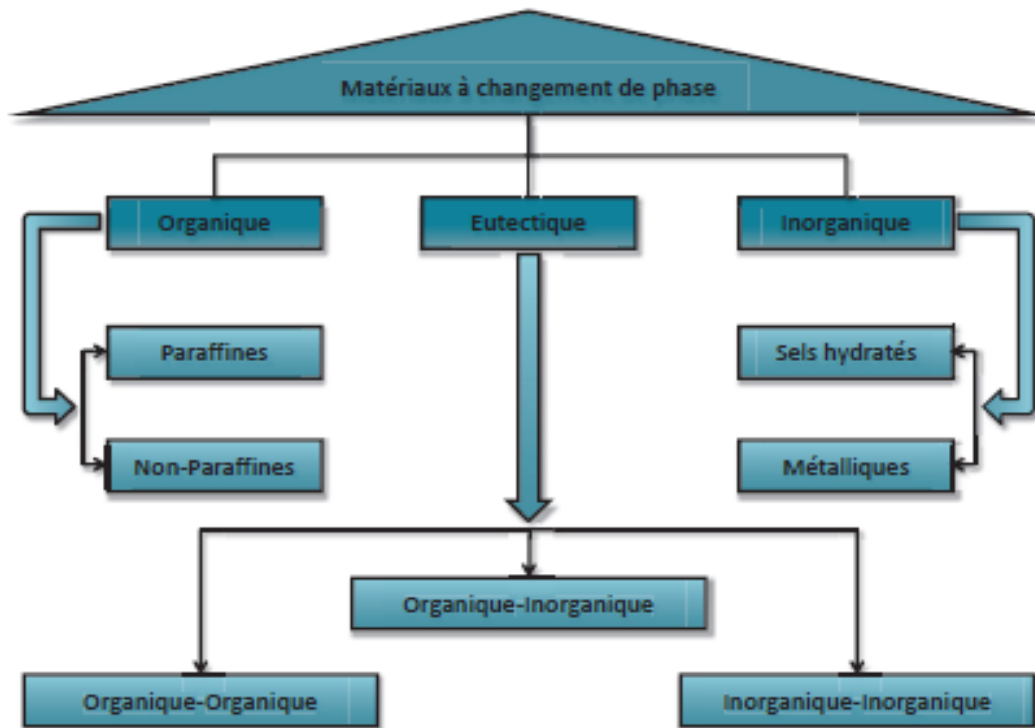 Matériaux à changement de phase
Organique
Eutectique
Inorganique
Paraffines
Sels hydratés
Non-Paraffines
Métalliques
Organique-Inorganique
Organique-Organique
Inorganique-Inorganique